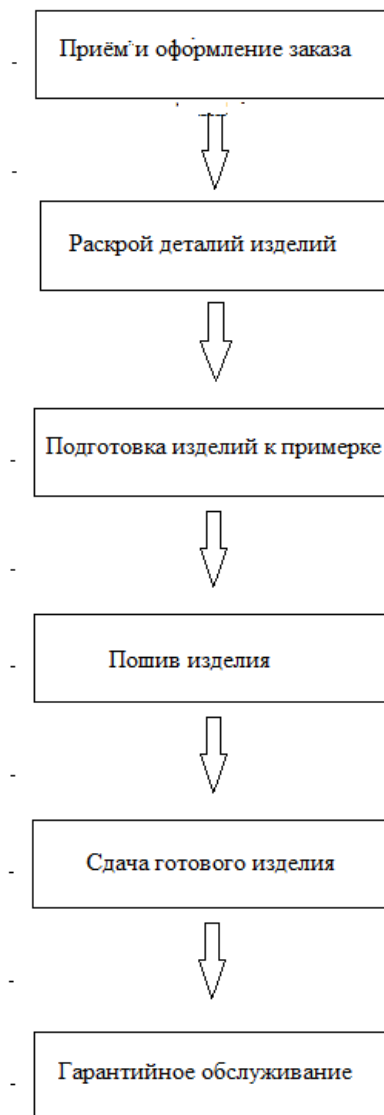 Приём и оформление заказа
Раскрой деталий изделий
Подготовка изделий к примерке
Пошив изделия
Сдача готового изделия
Гарантийное обслуживание